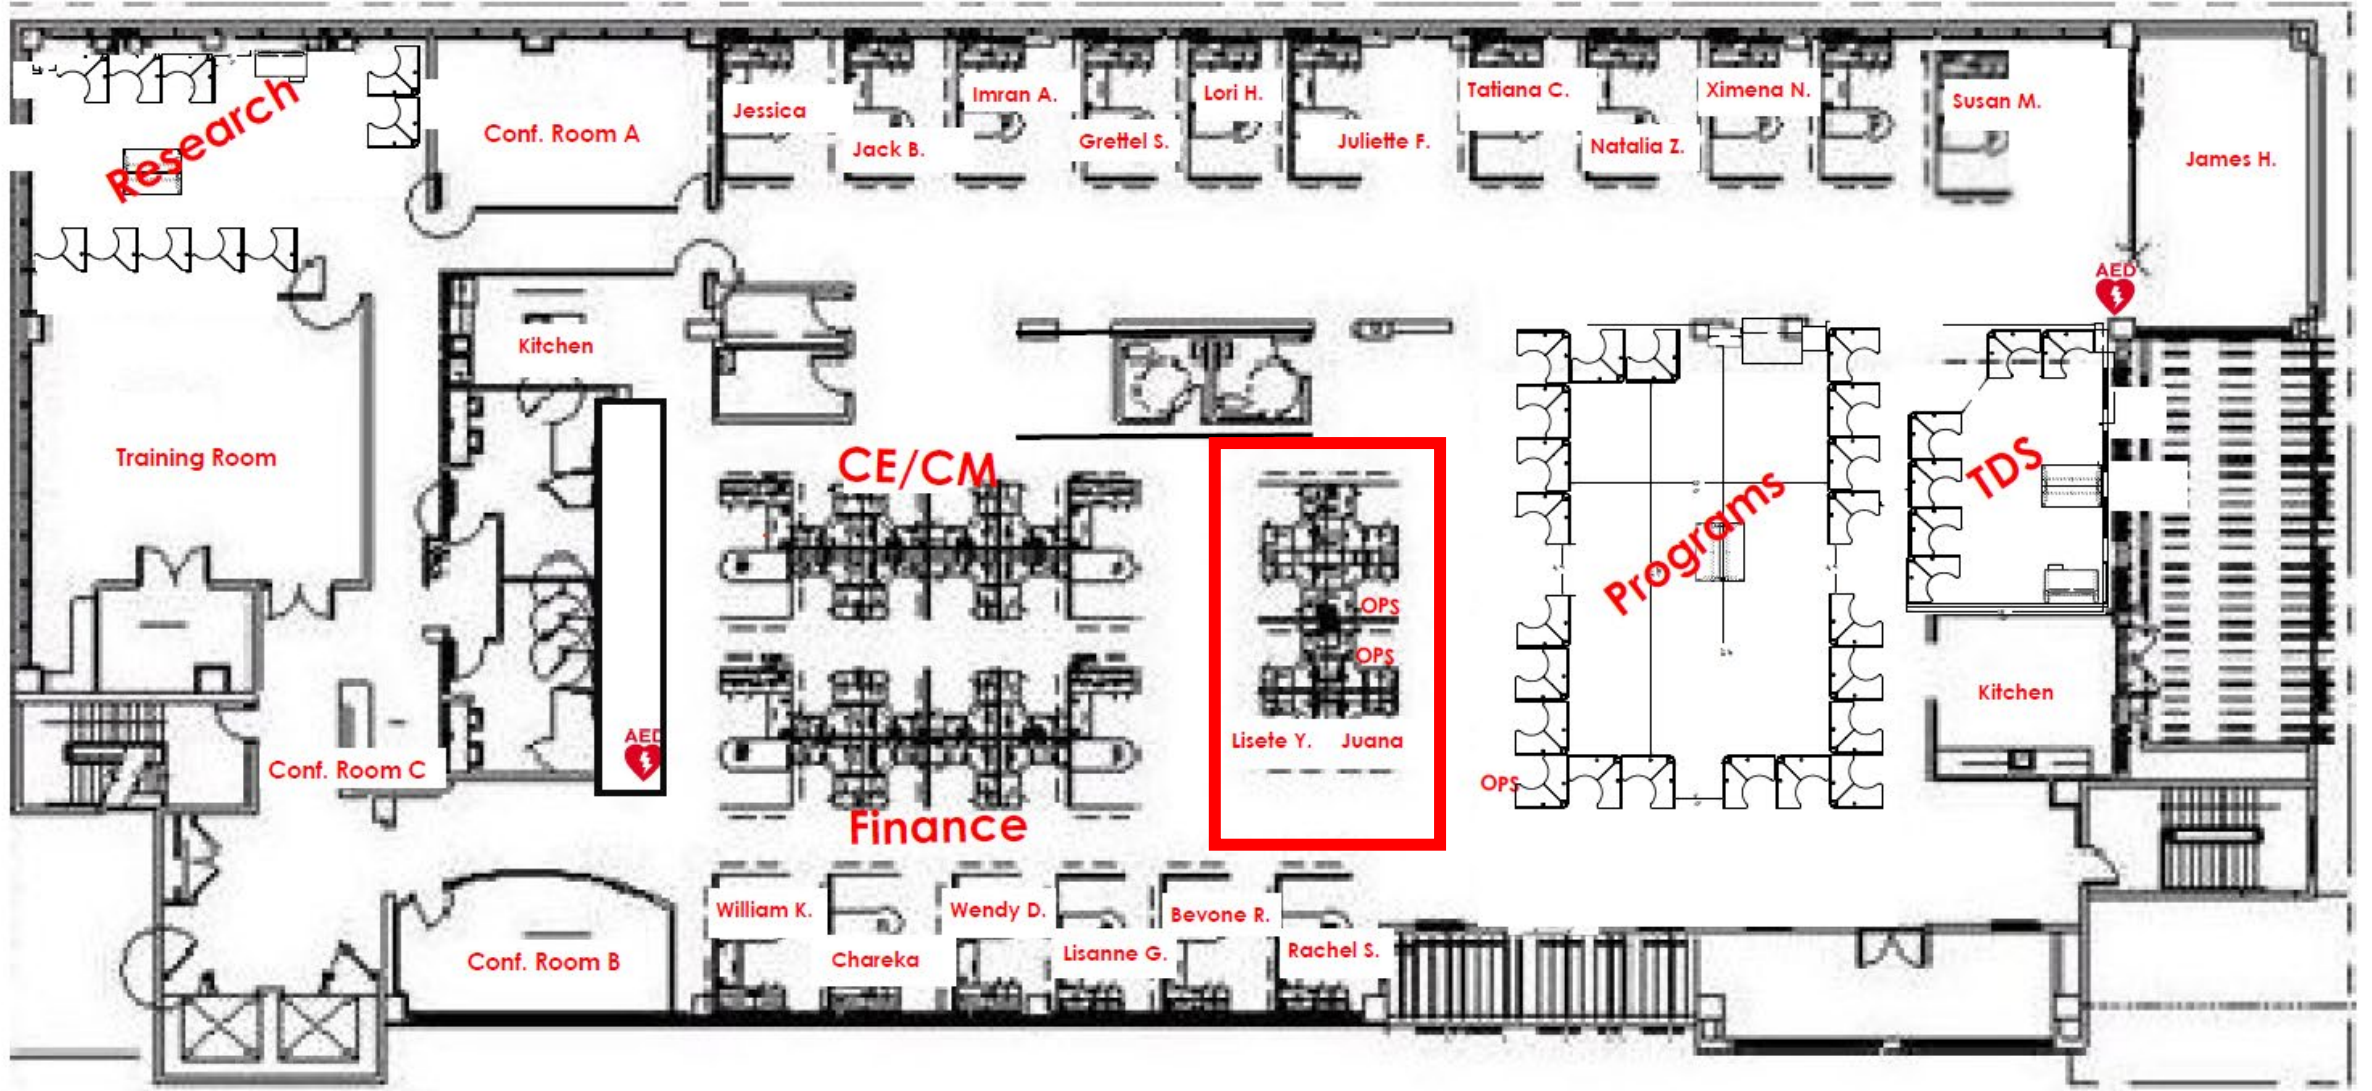 Research
Conf. Room A
Jessica
Jack B.
Imran A.
Grettel S.
Lori H.
Juliette F.
Tatiana C.
Natalia Z.
Ximena N.
Susan M.
James H.
AED
Kitchen
Training Room
CE/CM
Programs
TDS
OPS
OPS
Lisete Y.
Juana
Kitchen
AED
Conf. Room C
OPS
Finance
William K.
Chareka
Wendy D.
Lisanne G.
Bevone R.
Rachel S.
Conf. Room B